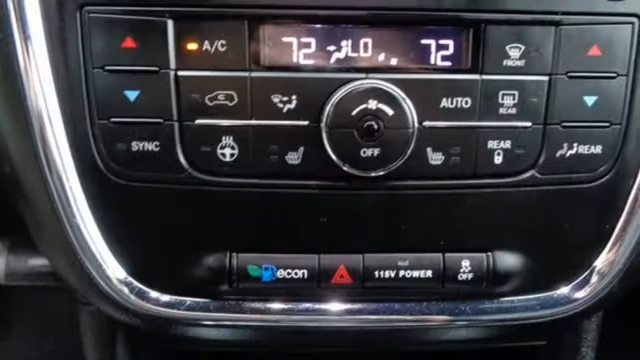 72 LO 72
A/C
FRONT
AUTO
REAR
SYNC
OFF
REAR
REAR
econ
115V POWER
OFF